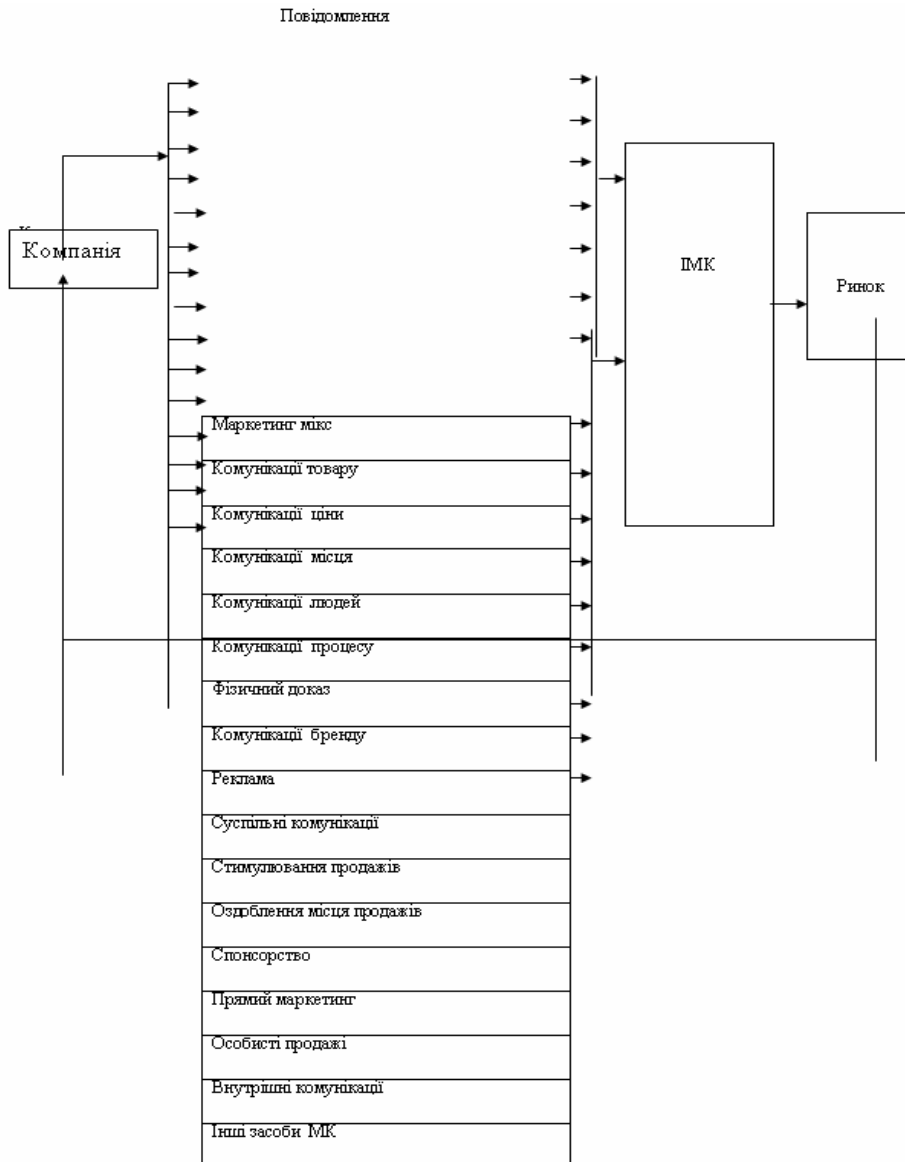 Повідомлення
Компанія
ІМК
Ринок
Маркетинг мікс
Комунікації товару
Комунікації ціни
Комунікації місця
Комунікації людей
Комунікації процесу
Фізичний доказ
Комунікації бренду
Реклама
Суспільні комунікації
Стимулювання продажів
Оздоблення місця продажів
Спонсорство
Прямий маркетинг
Особисті продажі
Внутрішні комунікації
Інші засоби МК